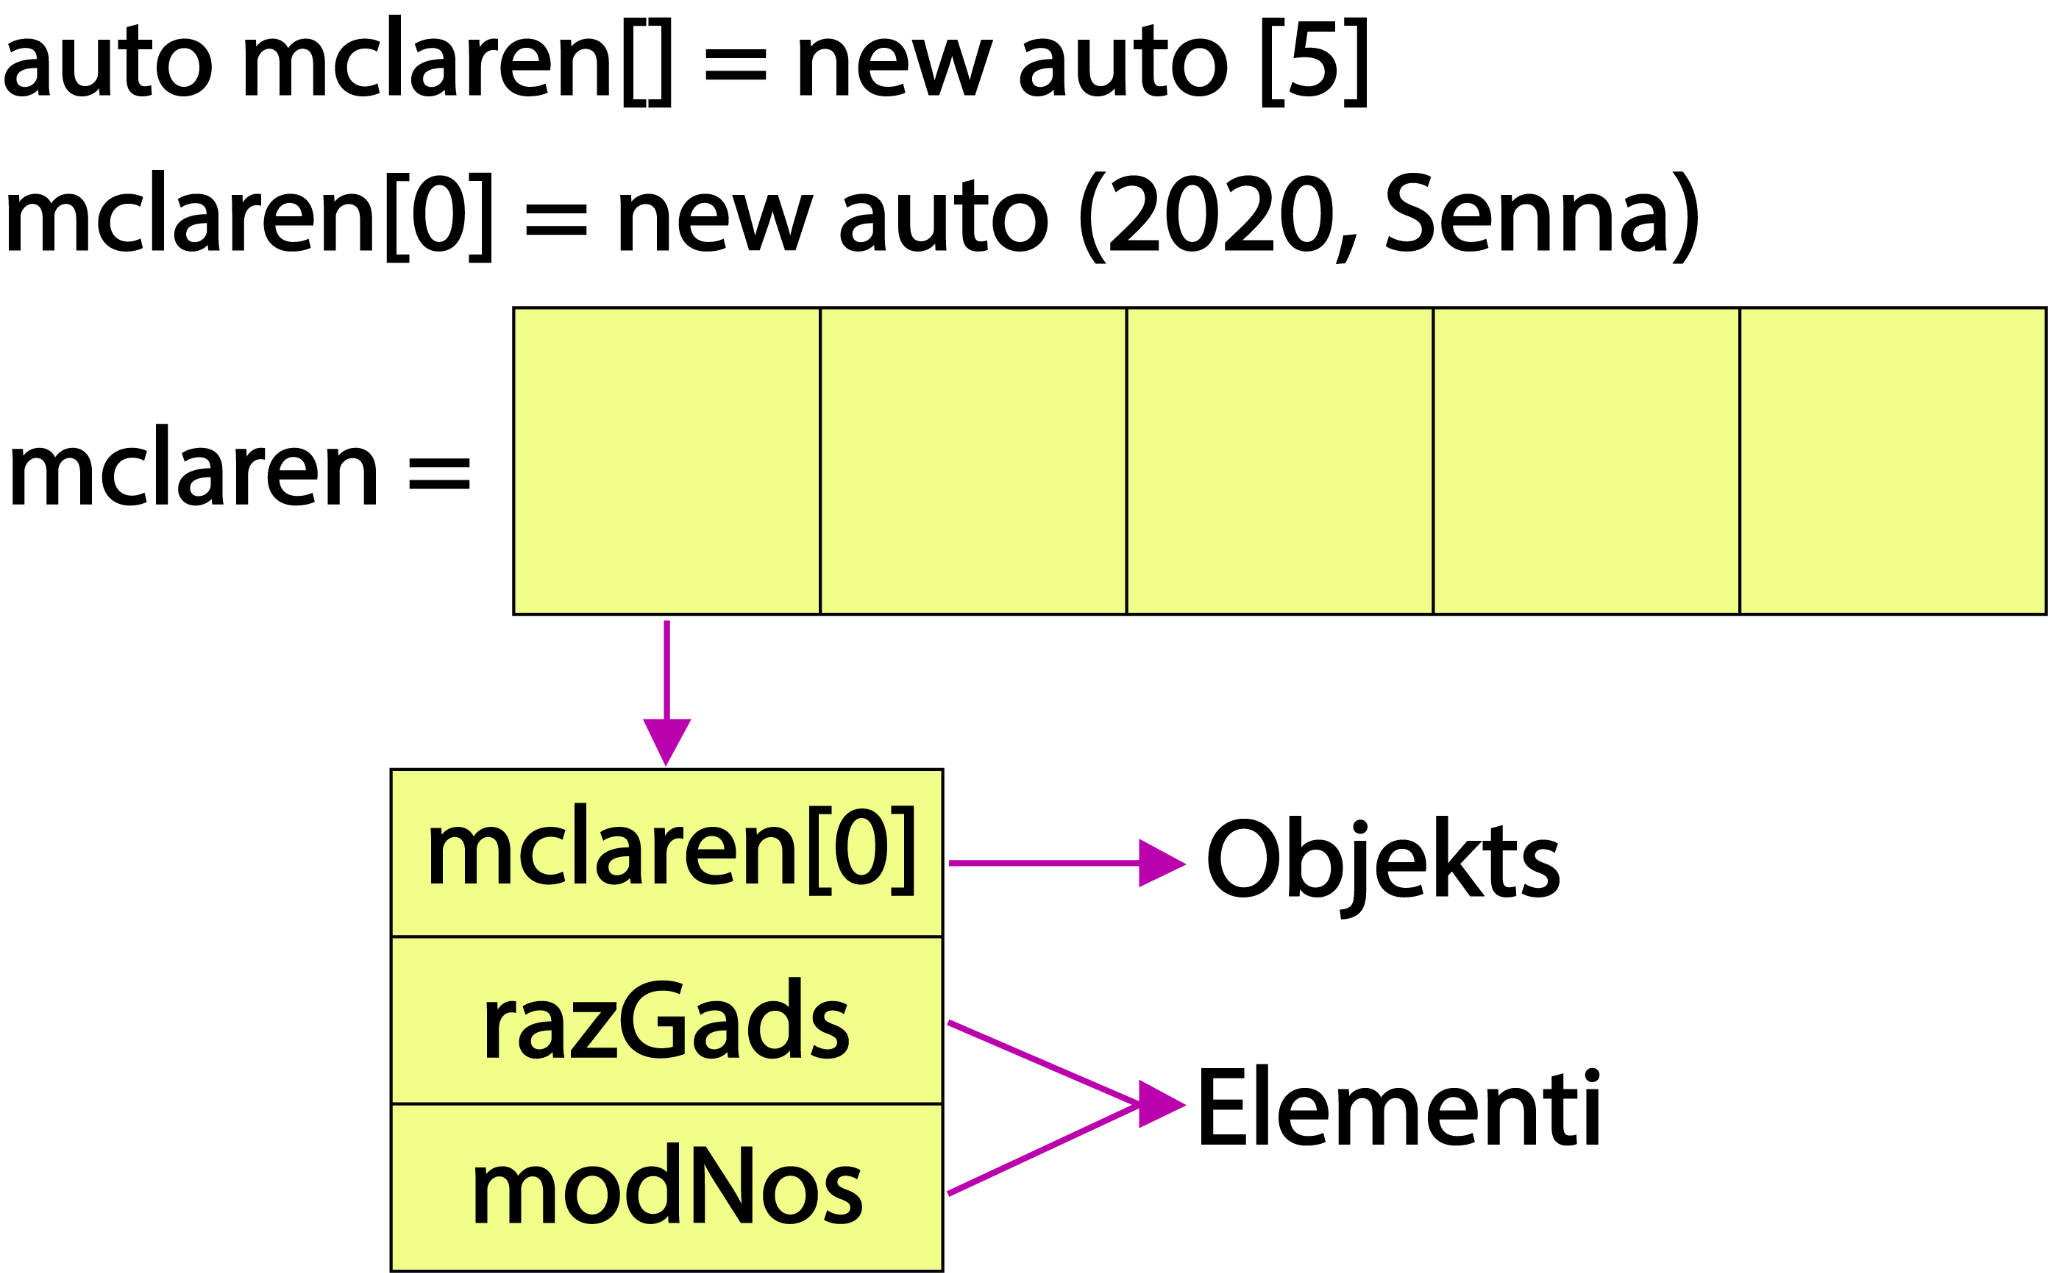 auto mclaren[] = new auto [5]
mclaren[0] = new auto (2020, Senna)
mclaren =
mclaren[0]
Objekts
razGads
Elementi
modNos